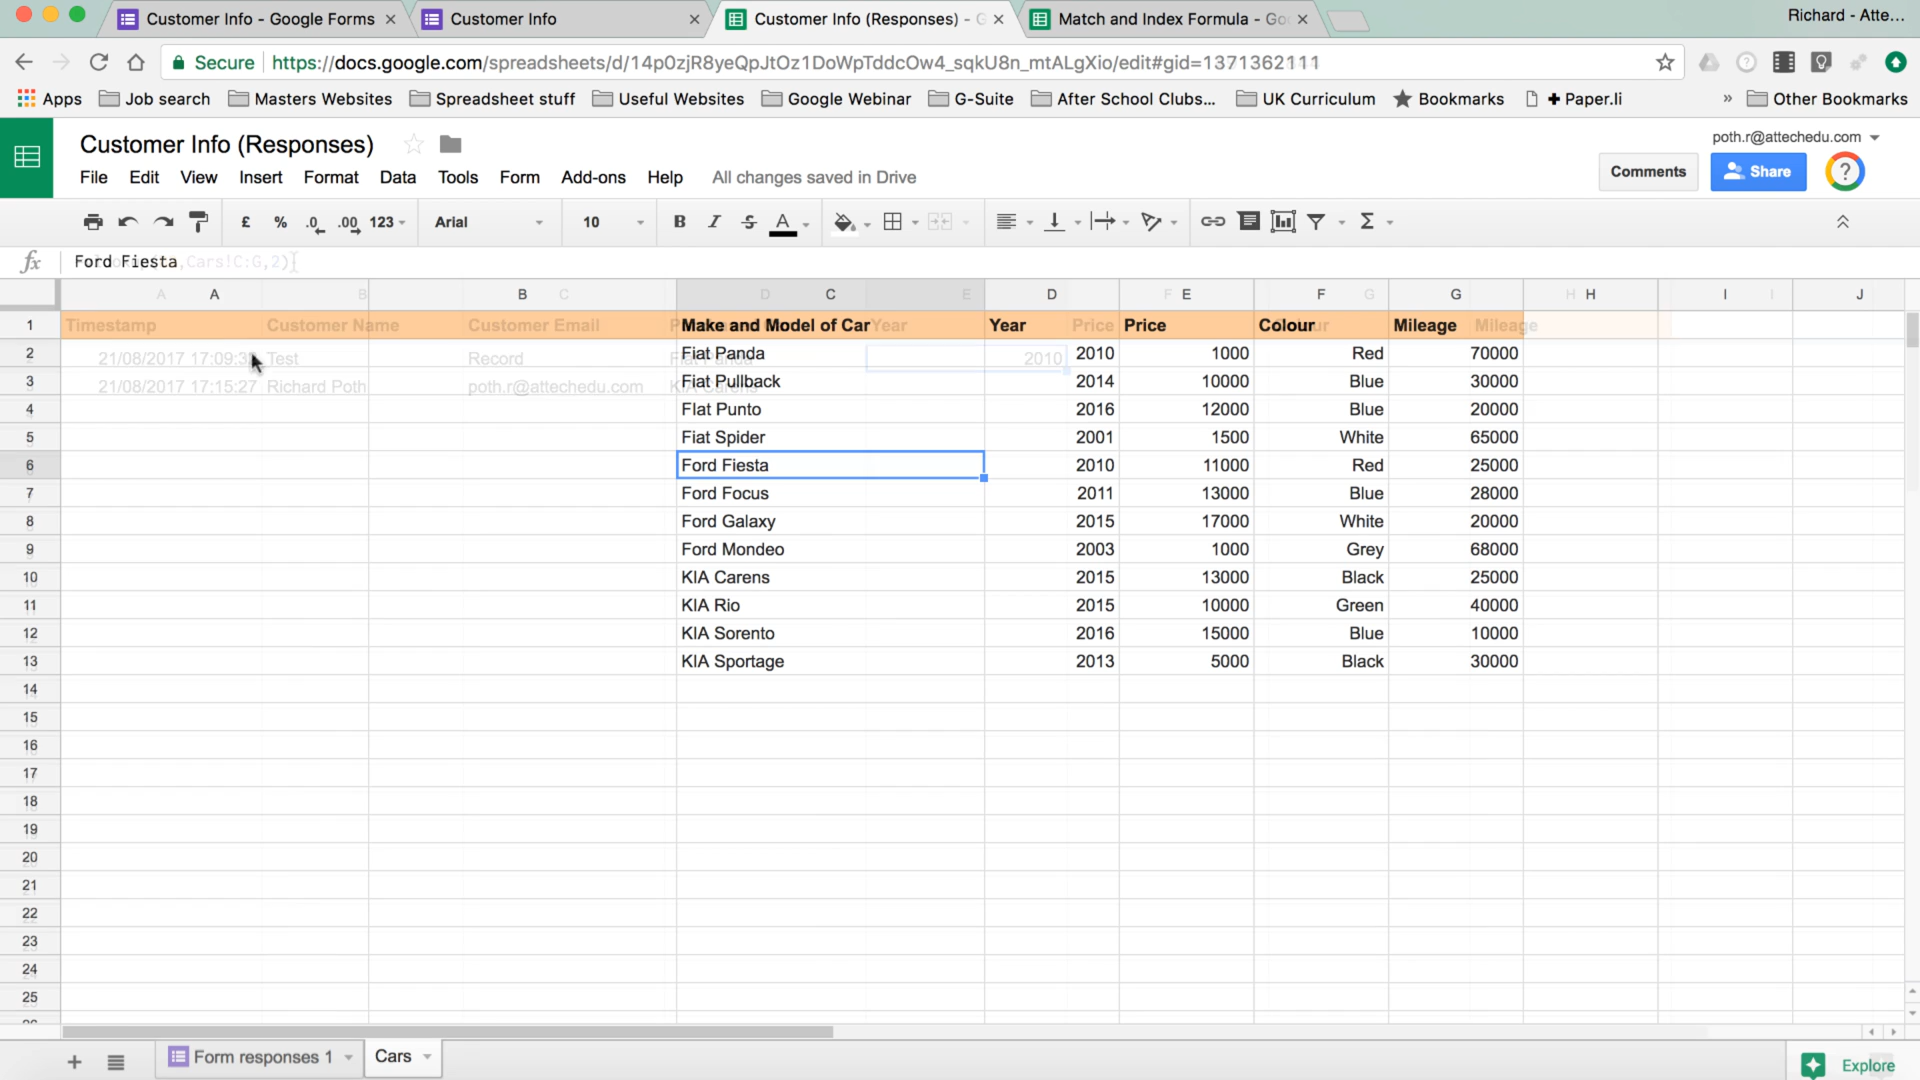 Customer Info - Google Forms × Customer Info × Customer Info (Responses) - G × Match and Index Formula - Go × Richard - Atte...
Secure https://docs.google.com/spreadsheets/d/14p0zjR8yeQpJtOz1DoWpTddcOw4_sqkU8n_mtALgXio/edit#gid=1371362111
Apps Job search Masters Websites Spreadsheet stuff Useful Websites Google Webinar G-Suite After School Clubs... UK Curriculum Bookmarks + Paper.li » Other Bookmarks
Customer Info (Responses) poth.r@attechedu.com
File Edit View Insert Format Data Tools Form Add-ons Help All changes saved in Drive Comments Share ?
£ % .0 .00 123 Arial 10 B I S A Σ
fx Ford Fiesta ,Cars!C:G,2)
A A B B C D C E D F E F G G H H I I J
1 Timestamp Customer Name Customer Email Make and Model of Car Year Year Price Price Colour Mileage Mileage
2 21/08/2017 17:09:3 Test Record Fiat Panda 2010 2010 1000 Red 70000
3 21/08/2017 17:15:27 Richard Poth poth.r@attechedu.com Fiat Pullback KIA Carens 2014 10000 Blue 30000
4 FIat Punto 2016 12000 Blue 20000
5 Fiat Spider 2001 1500 White 65000
6 Ford Fiesta 2010 11000 Red 25000
7 Ford Focus 2011 13000 Blue 28000
8 Ford Galaxy 2015 17000 White 20000
9 Ford Mondeo 2003 1000 Grey 68000
10 KIA Carens 2015 13000 Black 25000
11 KIA Rio 2015 10000 Green 40000
12 KIA Sorento 2016 15000 Blue 10000
13 KIA Sportage 2013 5000 Black 30000
14
15
16
17
18
19
20
21
22
23
24
25
+ Form responses 1 Cars Explore